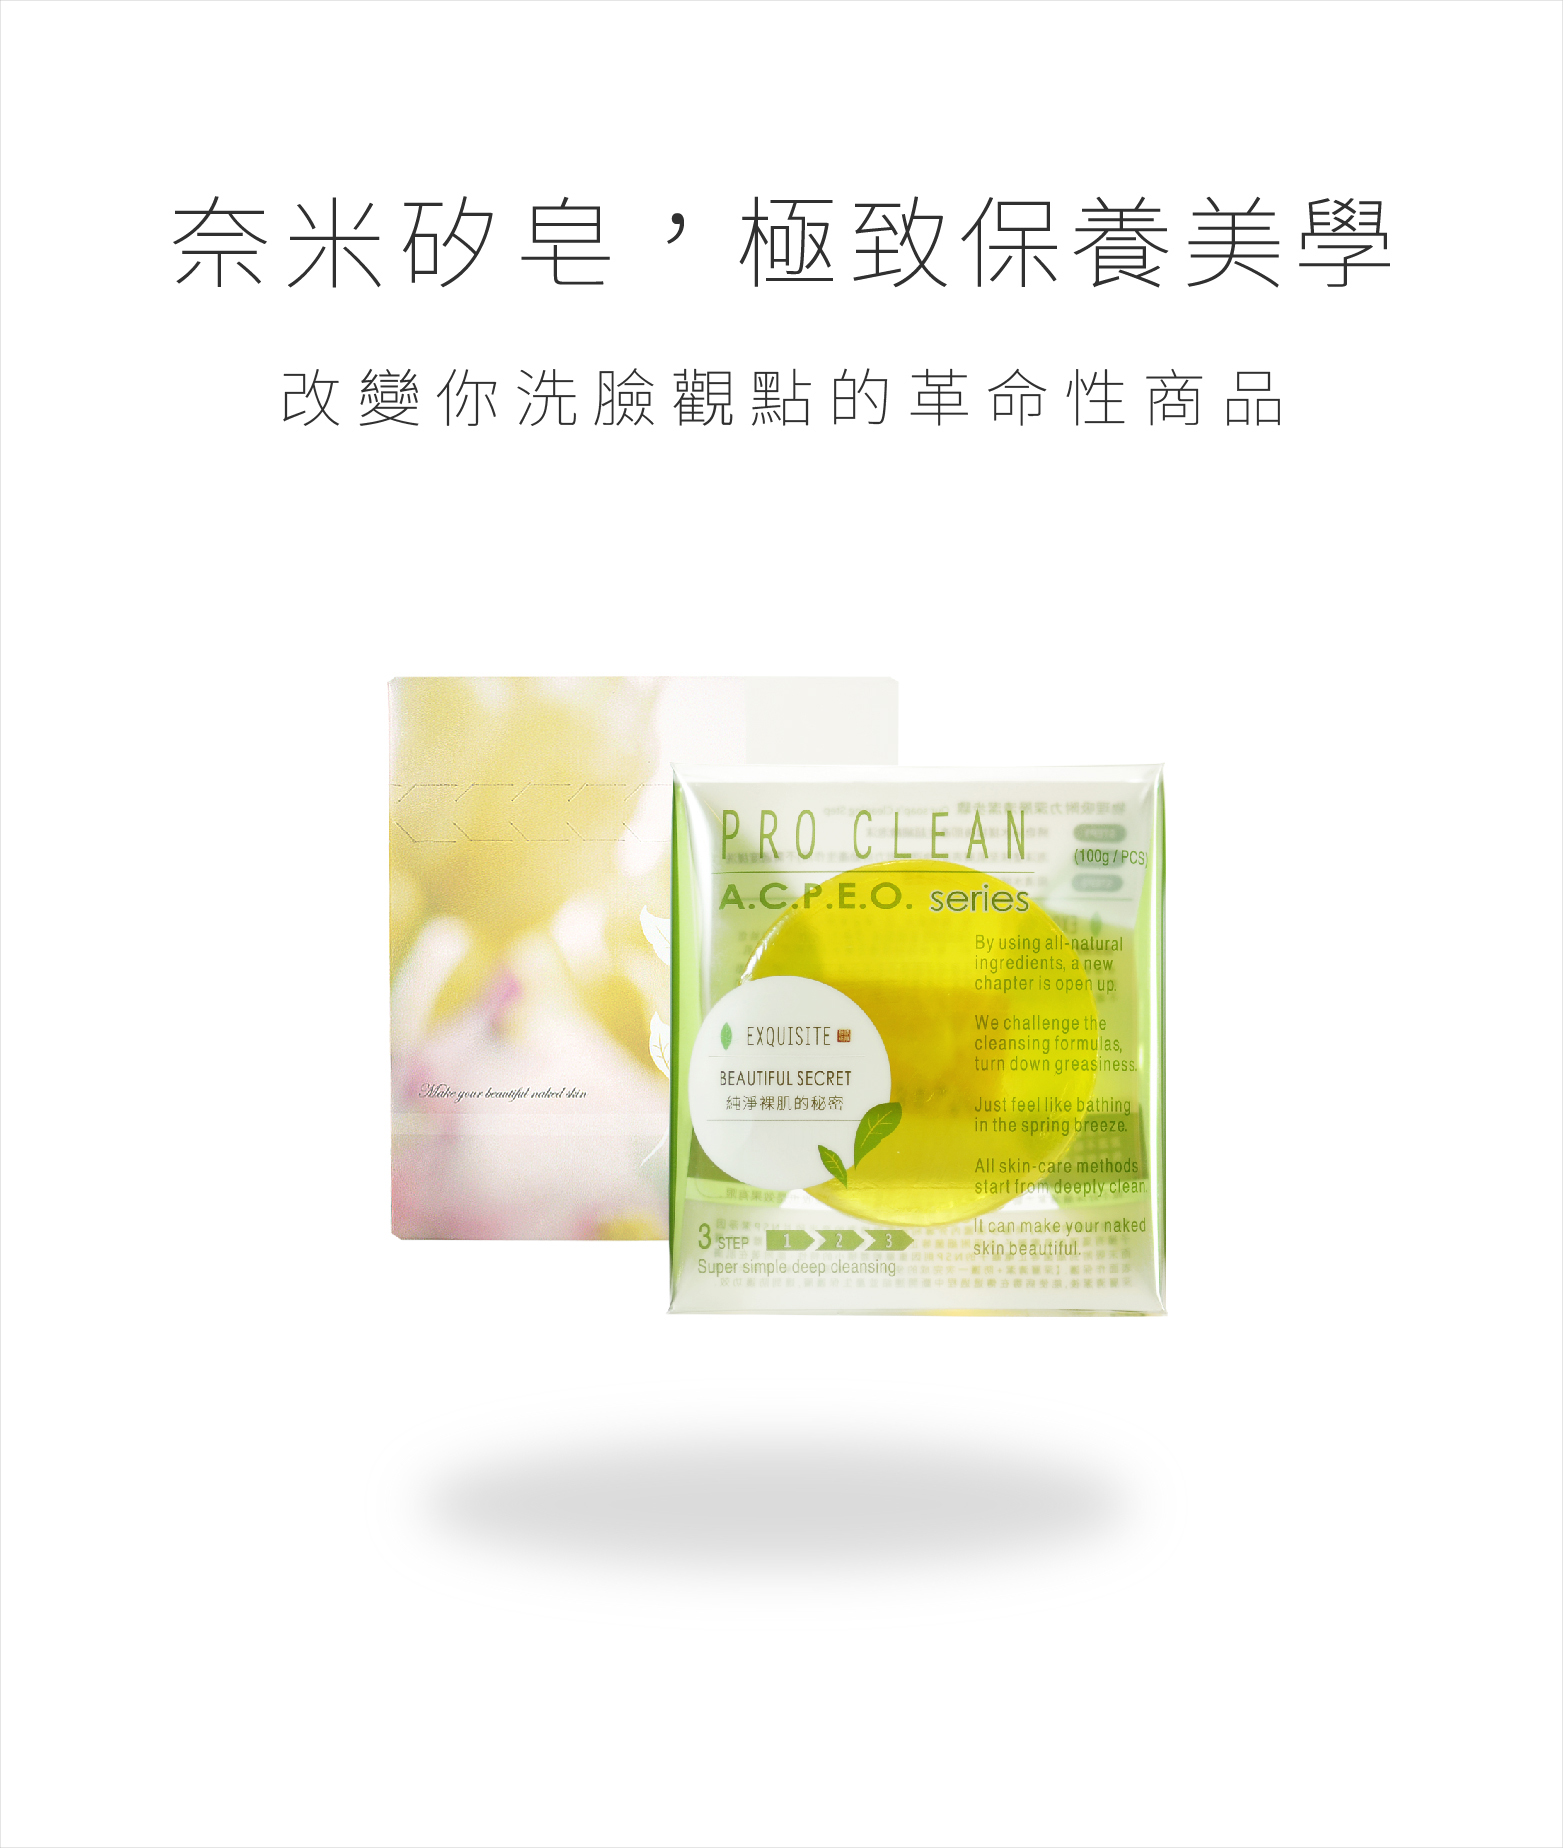 奈米矽皂，極致保養美學
改變你洗臉觀點的革命性商品
PRO CLEAN
(100g / PCS)
A.C.P.E.O. series
By using all-natural
ingredients, a new
chapter is open up.
We challenge the
cleansing formulas,
turn down greasiness.
Just feel like bathing
in the spring breeze.
All skin-care methods
start from deeply clean.
It can make your naked
skin beautiful.
EXQUISITE
BEAUTIFUL SECRET
純淨裸肌的秘密
Make your beautiful naked skin
3 STEP 1 2 3
Super simple deep cleansing